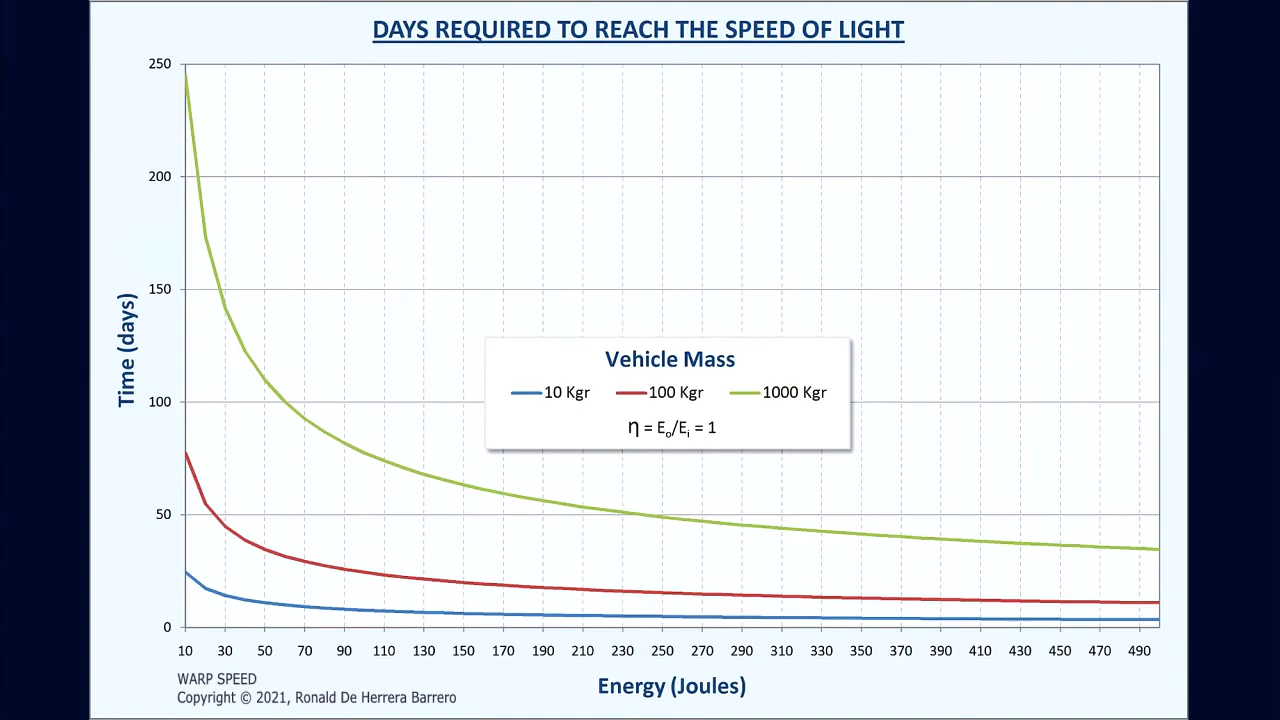 DAYS REQUIRED TO REACH THE SPEED OF LIGHT
250
200
150
100
50
0
Time (days)
Vehicle Mass
10 Kgr 100 Kgr 1000 Kgr
η = Eo/Ei = 1
10 30 50 70 90 110 130 150 170 190 210 230 250 270 290 310 330 350 370 390 410 430 450 470 490
Energy (Joules)
WARP SPEED
Copyright © 2021, Ronald De Herrera Barrero